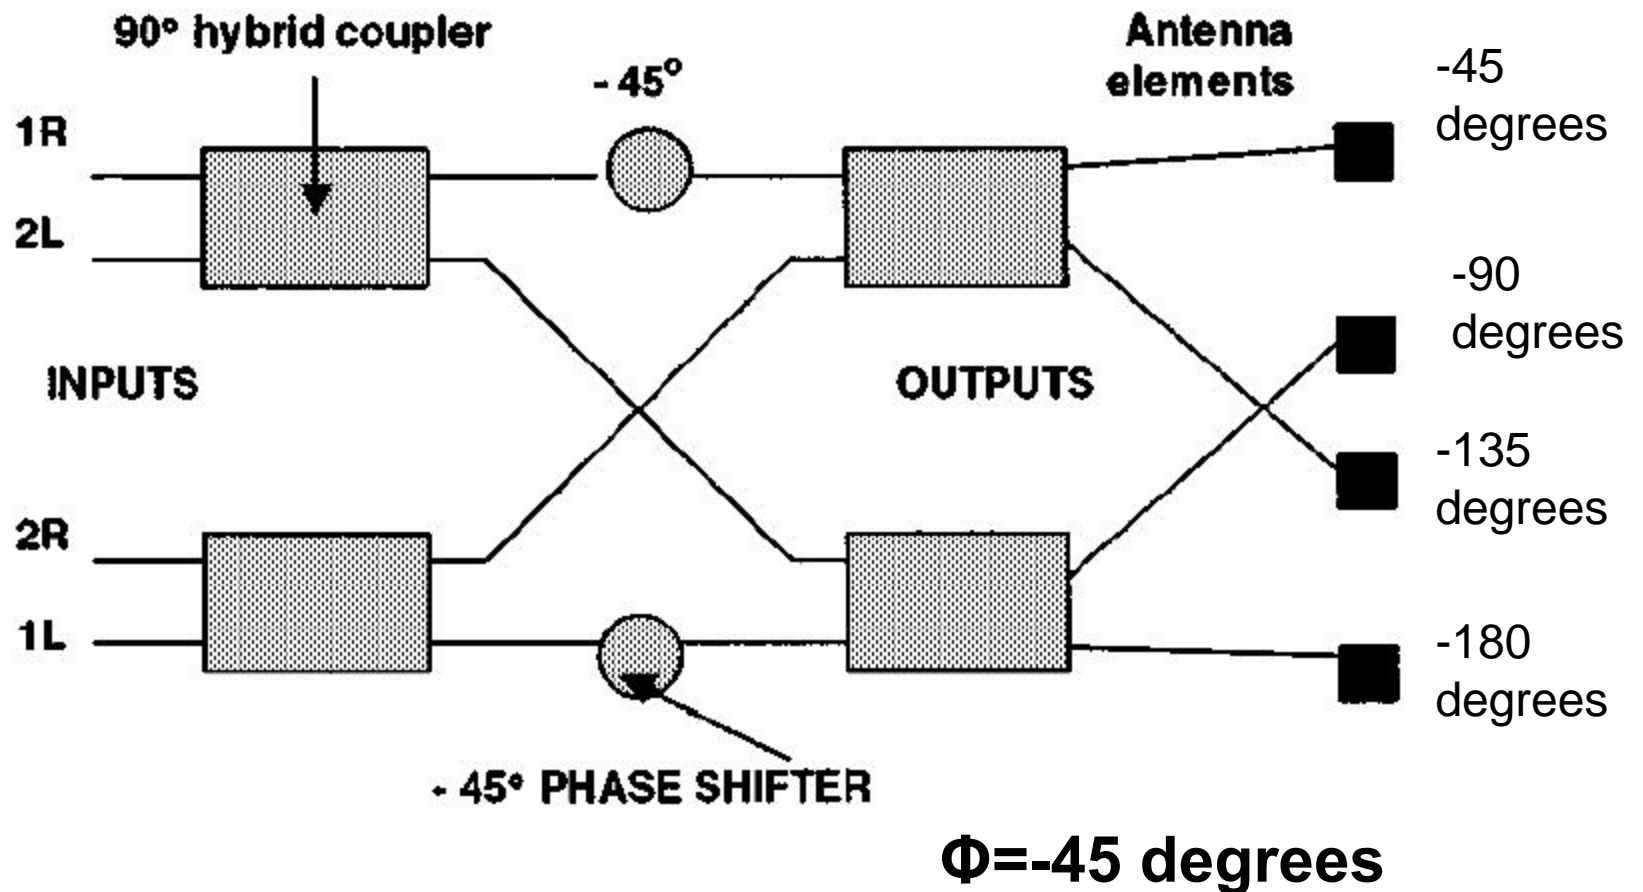 90° hybrid coupler
- 45°
Antenna
elements
-45
degrees
1R
2L
-90
degrees
INPUTS
OUTPUTS
-135
degrees
2R
1L
-180
degrees
- 45° PHASE SHIFTER
Φ=-45 degrees